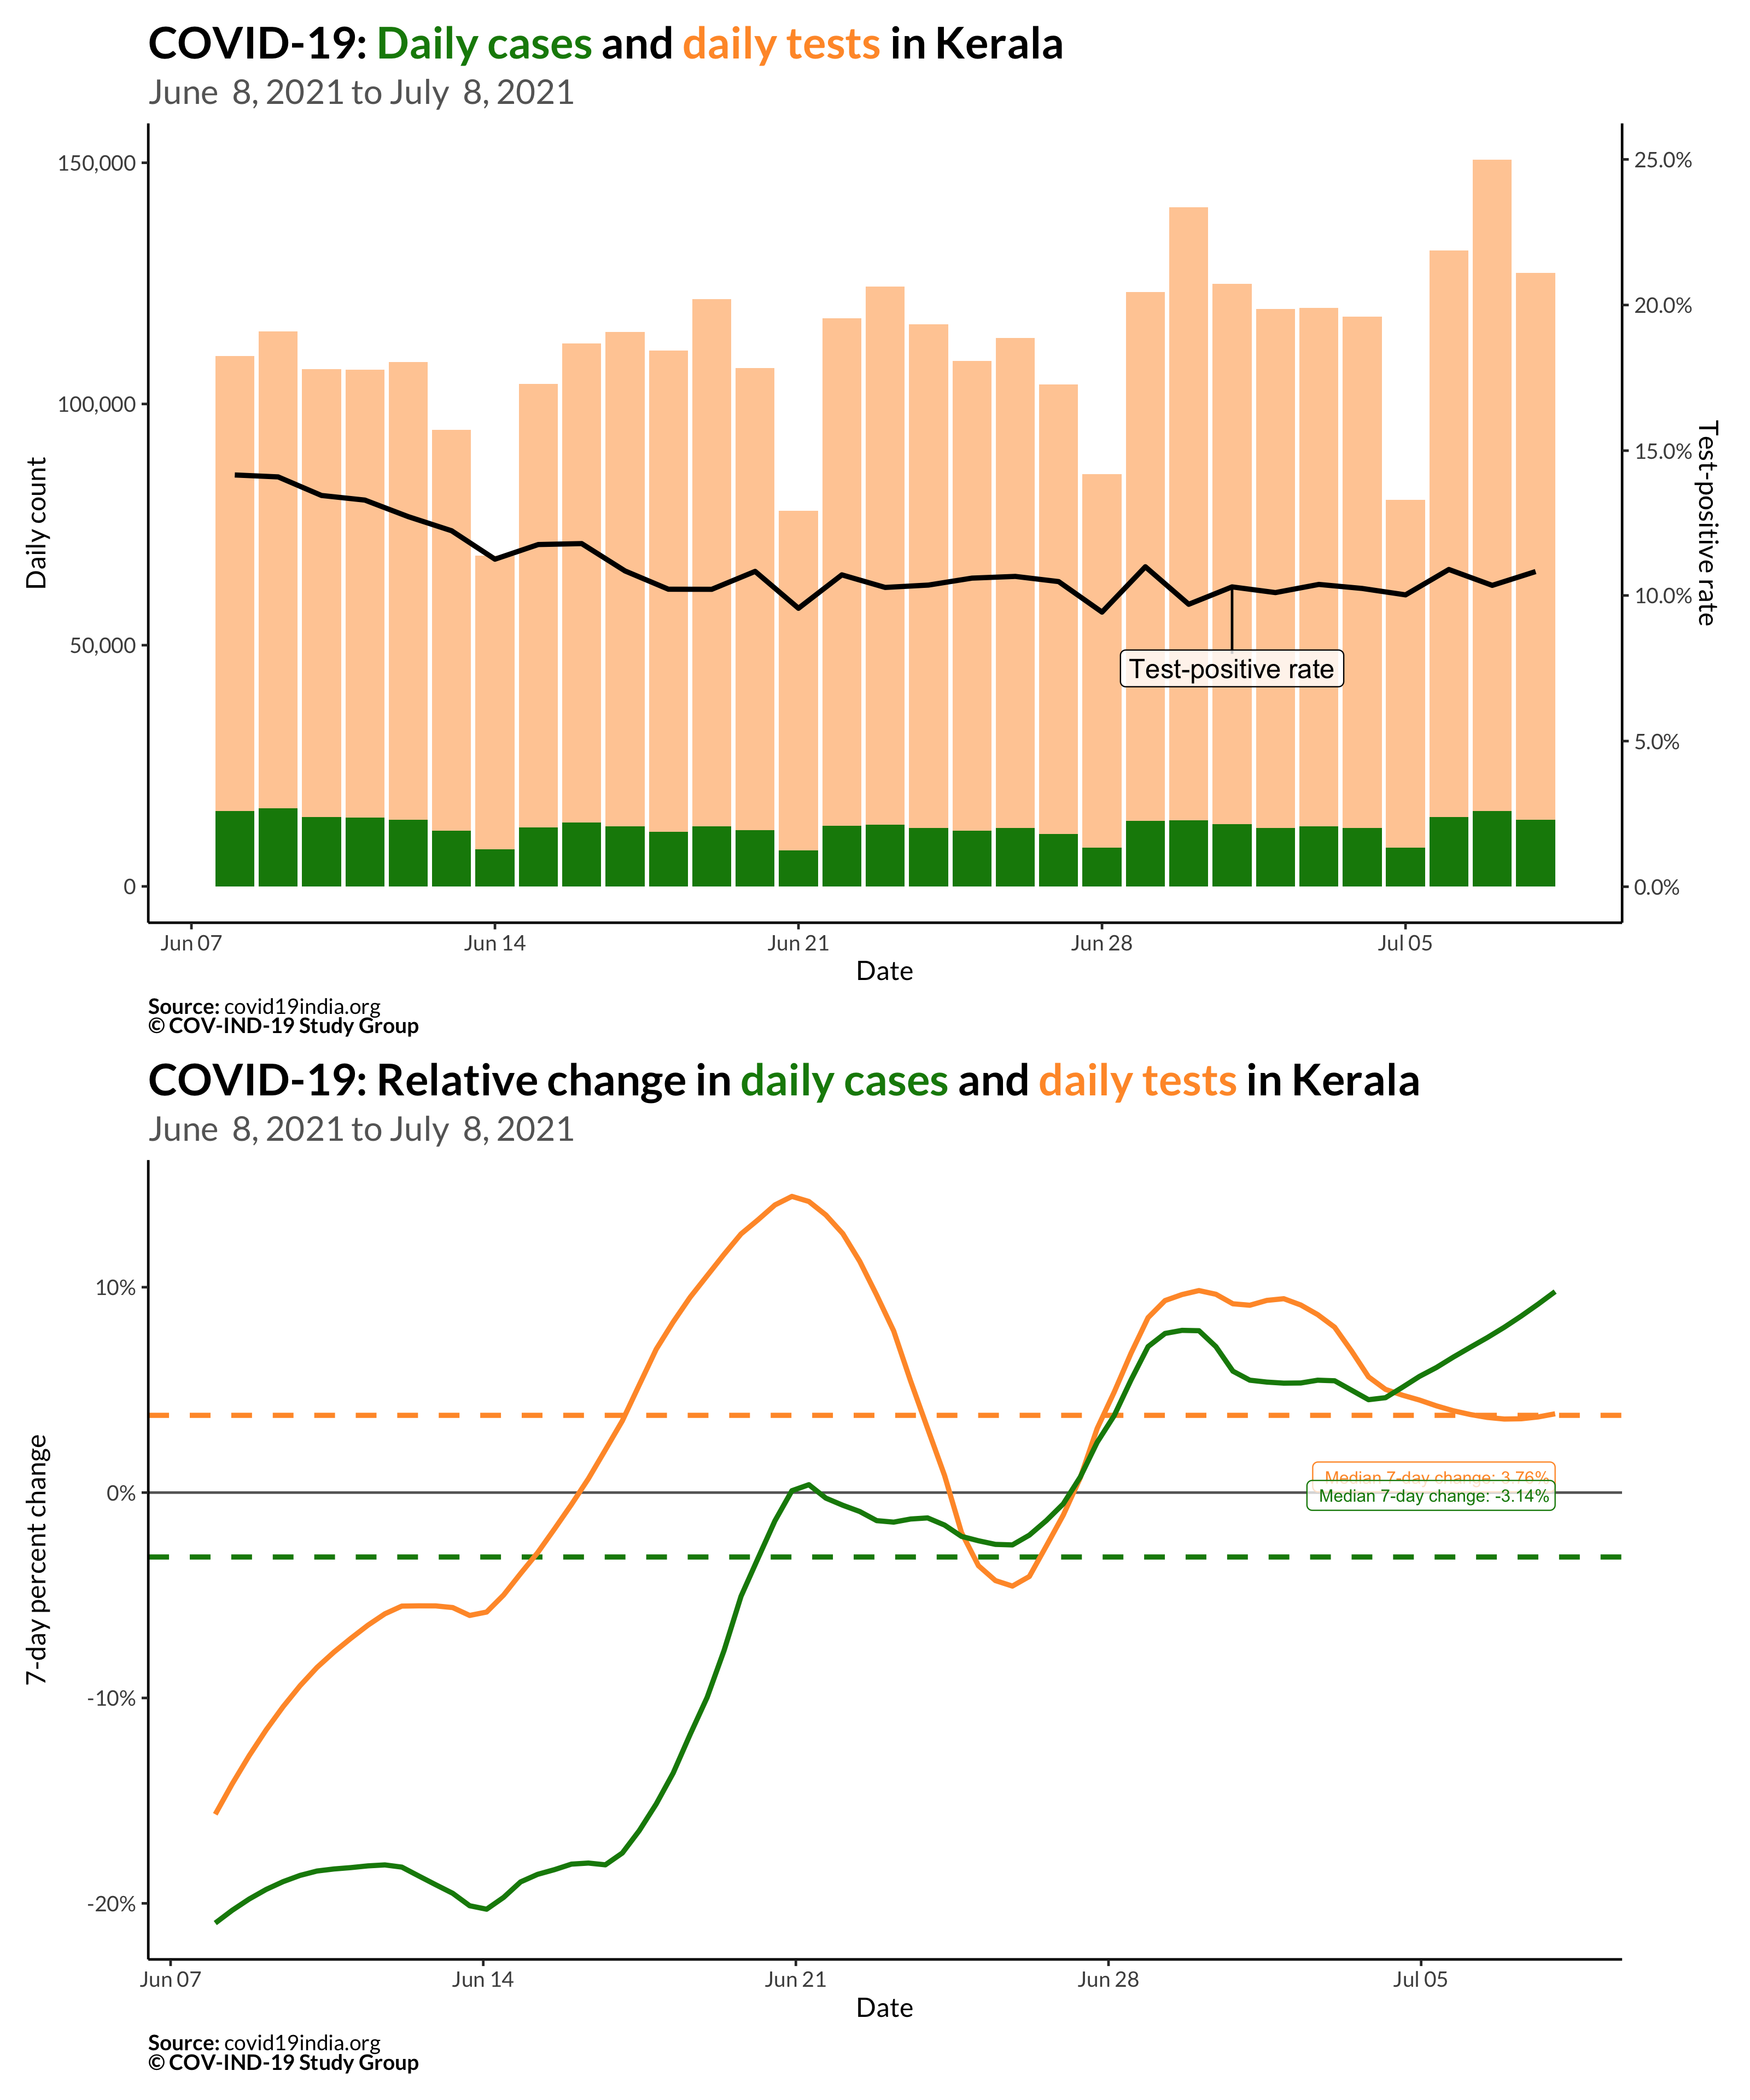 COVID-19: Daily cases and daily tests in Kerala
June 8, 2021 to July 8, 2021
150,000
100,000
50,000
0
Daily count
25.0%
20.0%
15.0%
10.0%
5.0%
0.0%
Test-positive rate
Test-positive rate
Jun 07
Jun 14
Jun 21
Jun 28
Jul 05
Date
Source: covid19india.org
© COV-IND-19 Study Group
COVID-19: Relative change in daily cases and daily tests in Kerala
June 8, 2021 to July 8, 2021
10%
0%
-10%
-20%
7-day percent change
Median 7-day change: 3.76%
Median 7-day change: -3.14%
Jun 07
Jun 14
Jun 21
Jun 28
Jul 05
Date
Source: covid19india.org
© COV-IND-19 Study Group